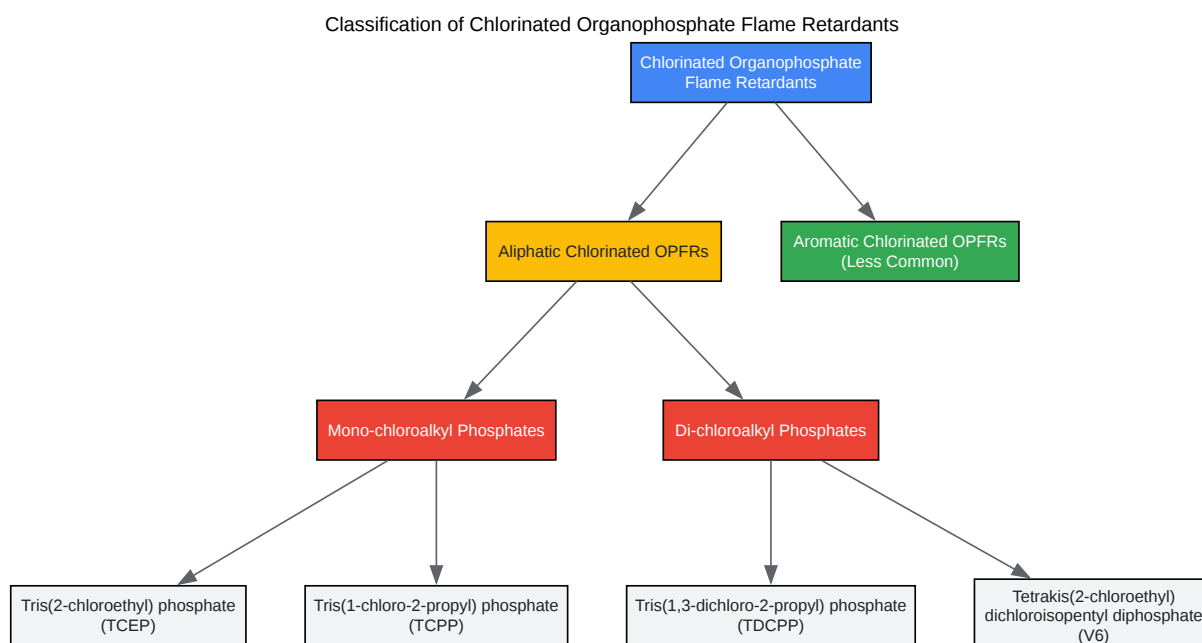 Classification of Chlorinated Organophosphate Flame Retardants
Chlorinated Organophosphate
Flame Retardants
Aliphatic Chlorinated OPFRs
Aromatic Chlorinated OPFRs
(Less Common)
Mono-chloroalkyl Phosphates
Di-chloroalkyl Phosphates
Tris(2-chloroethyl) phosphate
(TCEP)
Tris(1-chloro-2-propyl) phosphate
(TCPP)
Tris(1,3-dichloro-2-propyl) phosphate
(TDCPP)
Tetrakis(2-chloroethyl)
dichloroisopentyl diphosphate
(V6)